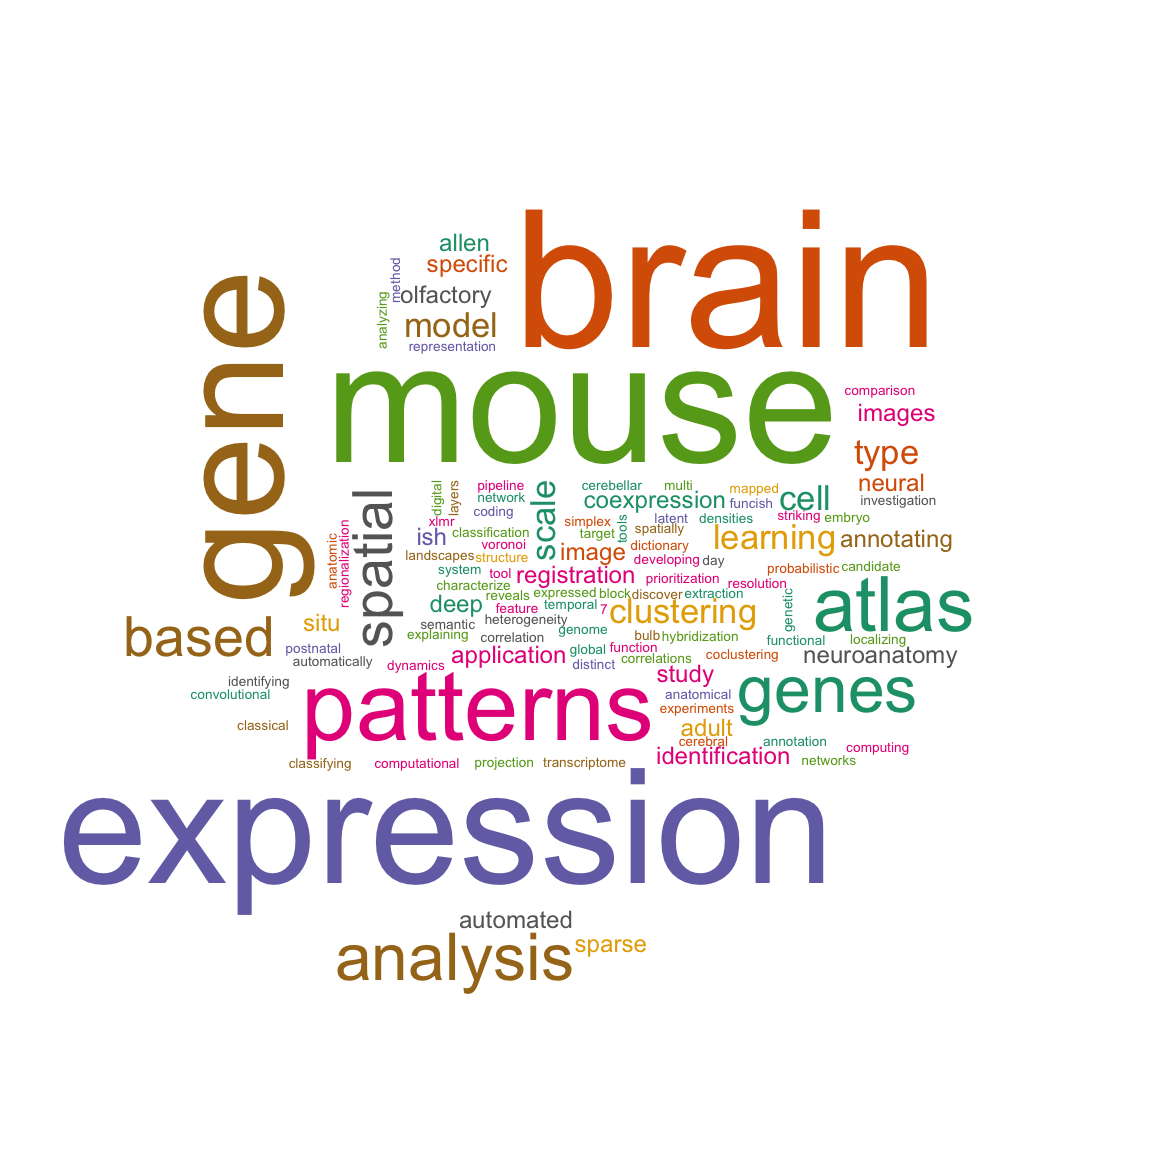 brain
allen
specific
method
olfactory
analyzing
model
representation
gene
mouse
comparison
images
type
neural
investigation
digital
layers
pipeline
network
coding
scale
cerebellar
multi
coexpression
mapped
funcish
cell
spatial
xlmr
ish
classification
voronoi
simplex
target
tools
latent
spatially
densities
striking
embryo
landscapes
structure
image
dictionary
learning
annotating
anatomic
regionalization
system
tool
registration
developing
day
prioritization
resolution
probabilistic
candidate
characterize
reveals
expressed
block
discover
extraction
deep
feature
temporal
7
clustering
genetic
atlas
based
situ
semantic
heterogeneity
explaining
correlation
genome
bulb
hybridization
functional
localizing
postnatal
automatically
dynamics
application
global
function
distinct
correlations
coclustering
neuroanatomy
identifying
convolutional
patterns
study
anatomical
experiments
genes
classical
adult
cerebral
annotation
computing
classifying
computational
projection
transcriptome
identification
networks
expression
automated
analysis
sparse